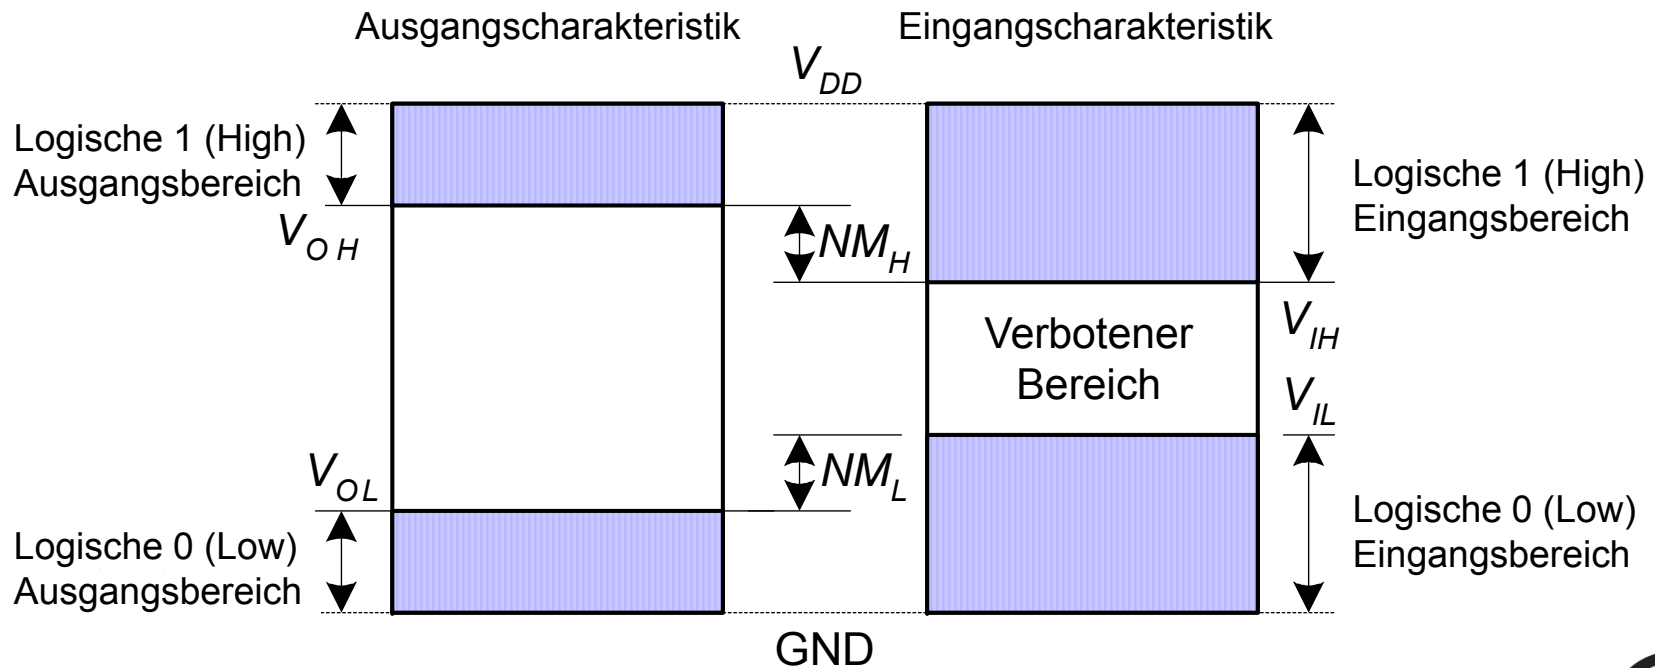 Ausgangscharakteristik
Eingangscharakteristik
V_DD
Logische 1 (High)
Ausgangsbereich
Logische 1 (High)
Eingangsbereich
V_OH
NM_H
V_IH
Verbotener
Bereich
V_IL
V_OL
NM_L
Logische 0 (Low)
Ausgangsbereich
Logische 0 (Low)
Eingangsbereich
GND